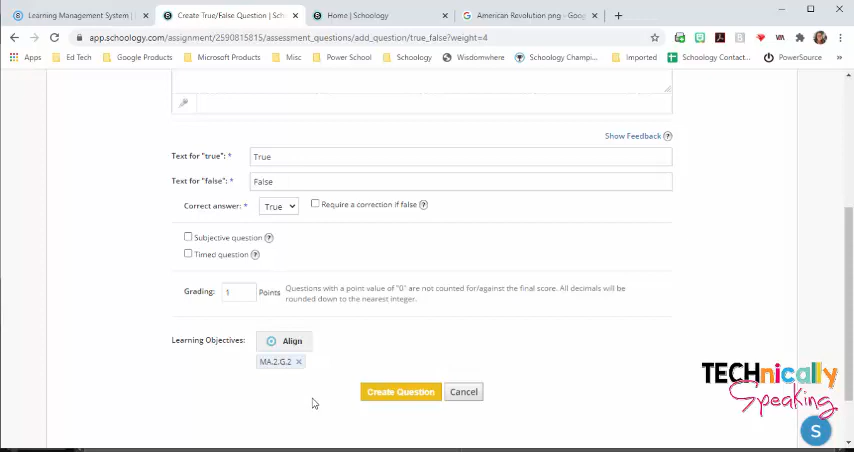 Learning Management System |
Create True/False Question | Sch
Home | Schoology
American Revolution png - Goog
app.schoology.com/assignment/2590815815/assessment_questions/add_question/true_false?weight=4
Apps Ed Tech Google Products Microsoft Products Misc Power School Schoology Wisdomwhere Schoology Champi... Imported Schoology Contact... PowerSource »
Show Feedback ?
Text for "true": * True
Text for "false": * False
Correct answer: * True Require a correction if false ?
Subjective question ?
Timed question ?
Grading: 1 Points Questions with a point value of "0" are not counted for/against the final score. All decimals will be
rounded down to the nearest integer.
Learning Objectives: Align
MA.2.G.2 ×
Create Question Cancel
TECHnically
Speaking
S